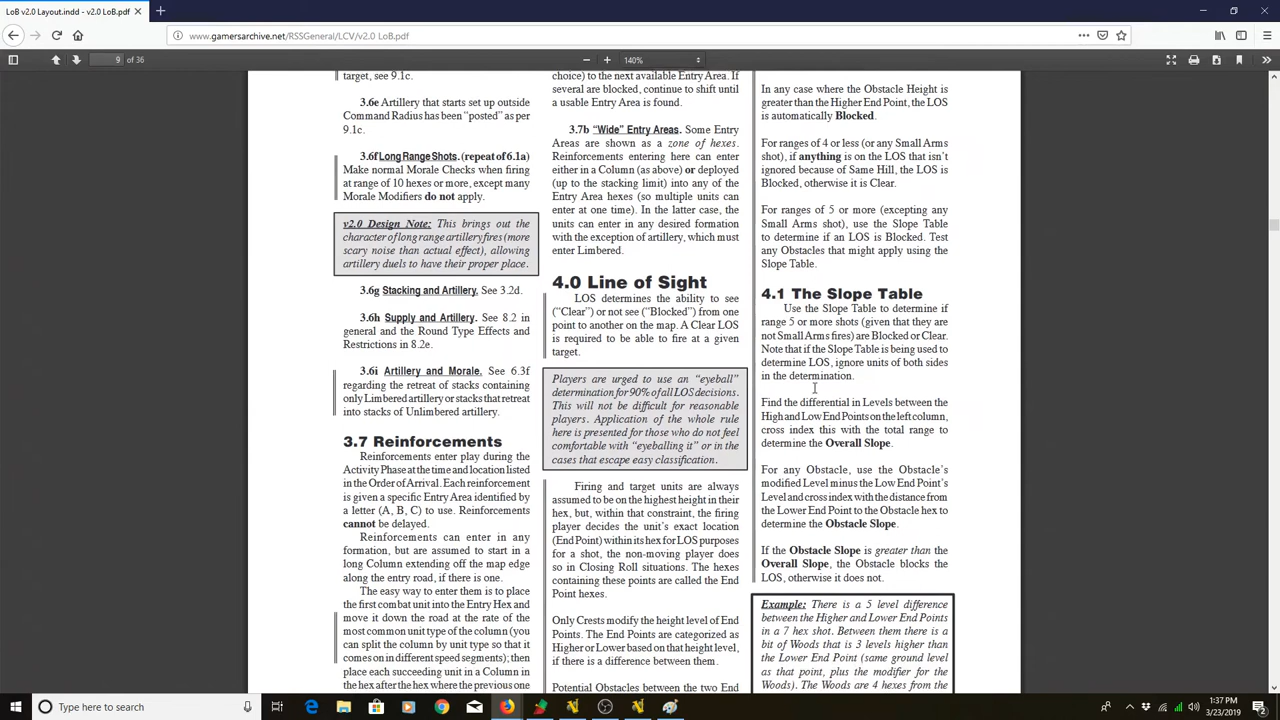 LoB v2.0 Layout.indd - v2.0 LoB.pdf
www.gamersarchive.net/RSSGeneral/LCV/v2.0 LoB.pdf
9 of 36
140%
target, see 9.1c.
3.6e Artillery that starts set up outside
Command Radius has been “posted” as per
9.1c.
3.6f Long Range Shots. (repeat of 6.1a)
Make normal Morale Checks when firing
at range of 10 hexes or more, except many
Morale Modifiers do not apply.
v2.0 Design Note: This brings out the
character of long range artillery fires (more
scary noise than actual effect), allowing
artillery duels to have their proper place.
3.6g Stacking and Artillery. See 3.2d.
3.6h Supply and Artillery. See 8.2 in
general and the Round Type Effects and
Restrictions in 8.2e.
3.6i Artillery and Morale. See 6.3f
regarding the retreat of stacks containing
only Limbered artillery or stacks that retreat
into stacks of Unlimbered artillery.
3.7 Reinforcements
Reinforcements enter play during the
Activity Phase at the time and location listed
in the Order of Arrival. Each reinforcement
is given a specific Entry Area identified by
a letter (A, B, C) to use. Reinforcements
cannot be delayed.
Reinforcements can enter in any
formation, but are assumed to start in a
long Column extending off the map edge
along the entry road, if there is one.
The easy way to enter them is to place
the first combat unit into the Entry Hex and
move it down the road at the rate of the
most common unit type of the column (you
can split the column by unit type so that it
comes on in different speed segments); then
place each succeeding unit in a Column in
the hex after the hex where the previous one
choice) to the next available Entry Area. If
several are blocked, continue to shift until
a usable Entry Area is found.
3.7b “Wide” Entry Areas. Some Entry
Areas are shown as a zone of hexes.
Reinforcements entering here can enter
either in a Column (as above) or deployed
(up to the stacking limit) into any of the
Entry Area hexes (so multiple units can
enter at one time). In the latter case, the
units can enter in any desired formation
with the exception of artillery, which must
enter Limbered.
4.0 Line of Sight
LOS determines the ability to see
(“Clear”) or not see (“Blocked”) from one
point to another on the map. A Clear LOS
is required to be able to fire at a given
target.
Players are urged to use an “eyeball”
determination for 90% of all LOS decisions.
This will not be difficult for reasonable
players. Application of the whole rule
here is presented for those who do not feel
comfortable with “eyeballing it” or in the
cases that escape easy classification.
Firing and target units are always
assumed to be on the highest height in their
hex, but, within that constraint, the firing
player decides the unit’s exact location
(End Point) within its hex for LOS purposes
for a shot, the non-moving player does
so in Closing Roll situations. The hexes
containing these points are called the End
Point hexes.
Only Crests modify the height level of End
Points. The End Points are categorized as
Higher or Lower based on that height level,
if there is a difference between them.
Potential Obstacles between the two End
In any case where the Obstacle Height is
greater than the Higher End Point, the LOS
is automatically Blocked.
For ranges of 4 or less (or any Small Arms
shot), if anything is on the LOS that isn’t
ignored because of Same Hill, the LOS is
Blocked, otherwise it is Clear.
For ranges of 5 or more (excepting any
Small Arms shot), use the Slope Table
to determine if an LOS is Blocked. Test
any Obstacles that might apply using the
Slope Table.
4.1 The Slope Table
Use the Slope Table to determine if
range 5 or more shots (given that they are
not Small Arms fires) are Blocked or Clear.
Note that if the Slope Table is being used to
determine LOS, ignore units of both sides
in the determination.
Find the differential in Levels between the
High and Low End Points on the left column,
cross index this with the total range to
determine the Overall Slope.
For any Obstacle, use the Obstacle’s
modified Level minus the Low End Point’s
Level and cross index with the distance from
the Lower End Point to the Obstacle hex to
determine the Obstacle Slope.
If the Obstacle Slope is greater than the
Overall Slope, the Obstacle blocks the
LOS, otherwise it does not.
Example: There is a 5 level difference
between the Higher and Lower End Points
in a 7 hex shot. Between them there is a
bit of Woods that is 3 levels higher than
the Lower End Point (same ground level
as that point, plus the modifier for the
Woods). The Woods are 4 hexes from the
Type here to search
1:37 PM
3/23/2019